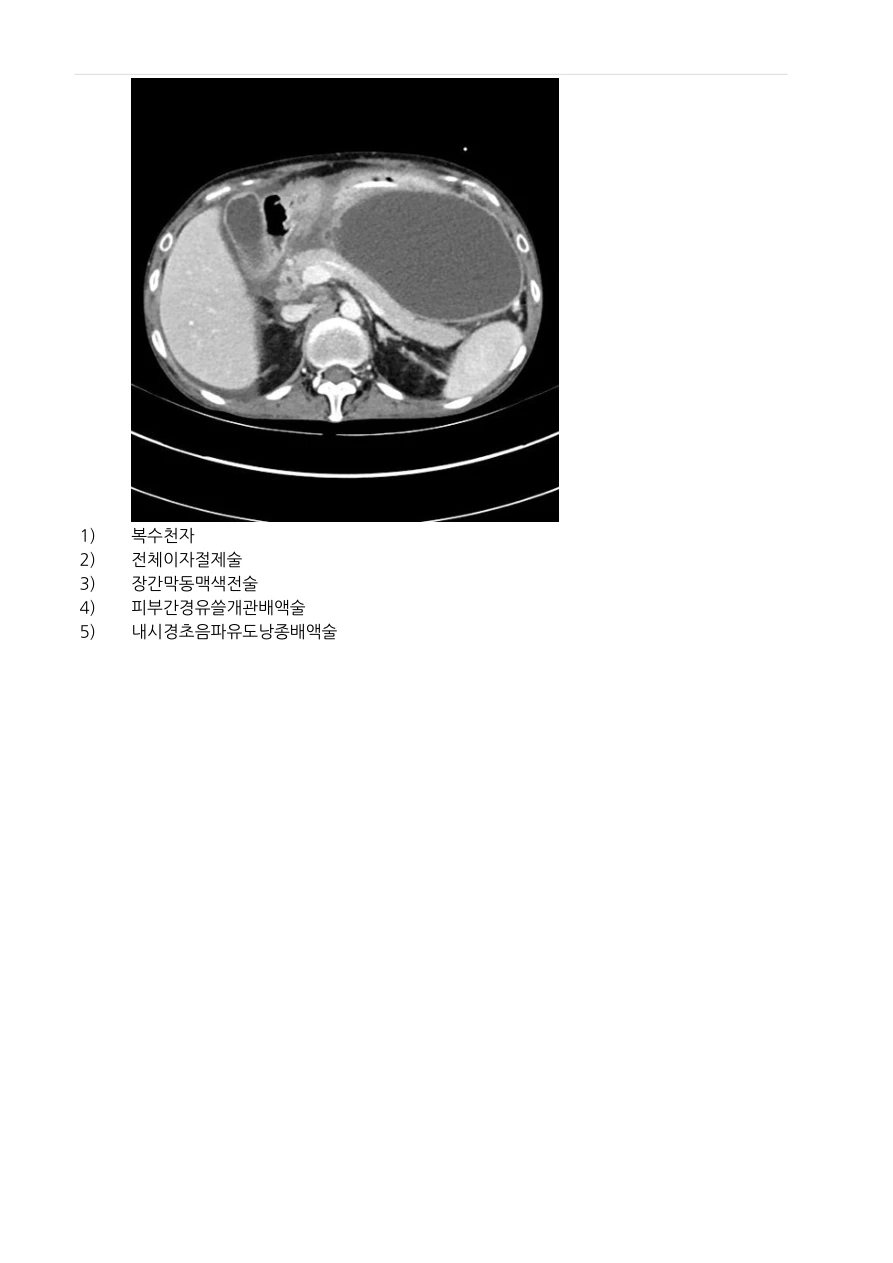 1) 복수천자
2) 전체이자절제술
3) 장간막동맥색전술
4) 피부간경유쓸개관배액술
5) 내시경초음파유도낭종배액술